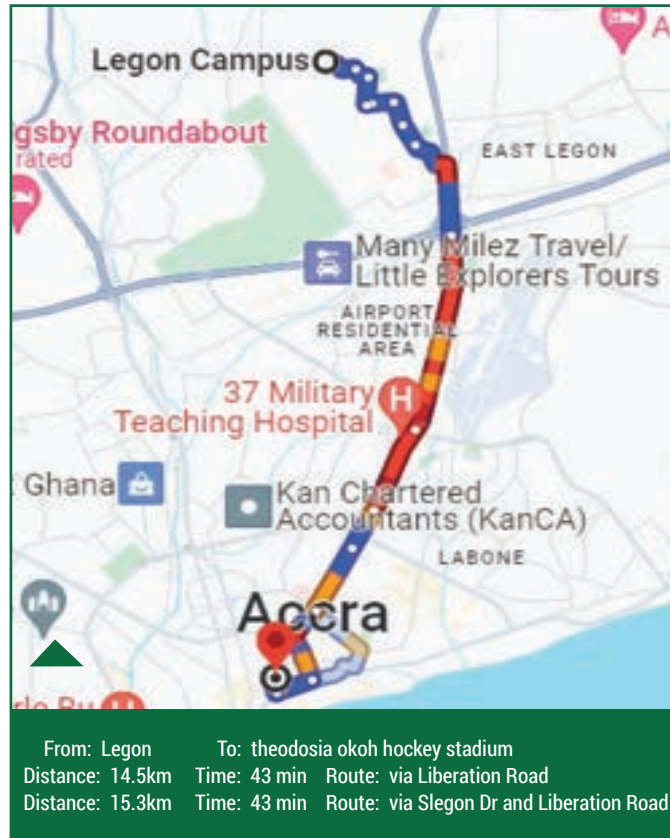 Legon Campus
A
gsby Roundabout
rated
EAST LEGON
Many Milez Travel/
Little Explorers Tours
AIRPORT
RESIDENTIAL
AREA
37 Military
Teaching Hospital
H
Ghana
Kan Chartered
Accountants (KanCA)
LABONE
Accra
rle Bu
From: Legon To: theodosia okoh hockey stadium
Distance: 14.5km Time: 43 min Route: via Liberation Road
Distance: 15.3km Time: 43 min Route: via Slegon Dr and Liberation Road